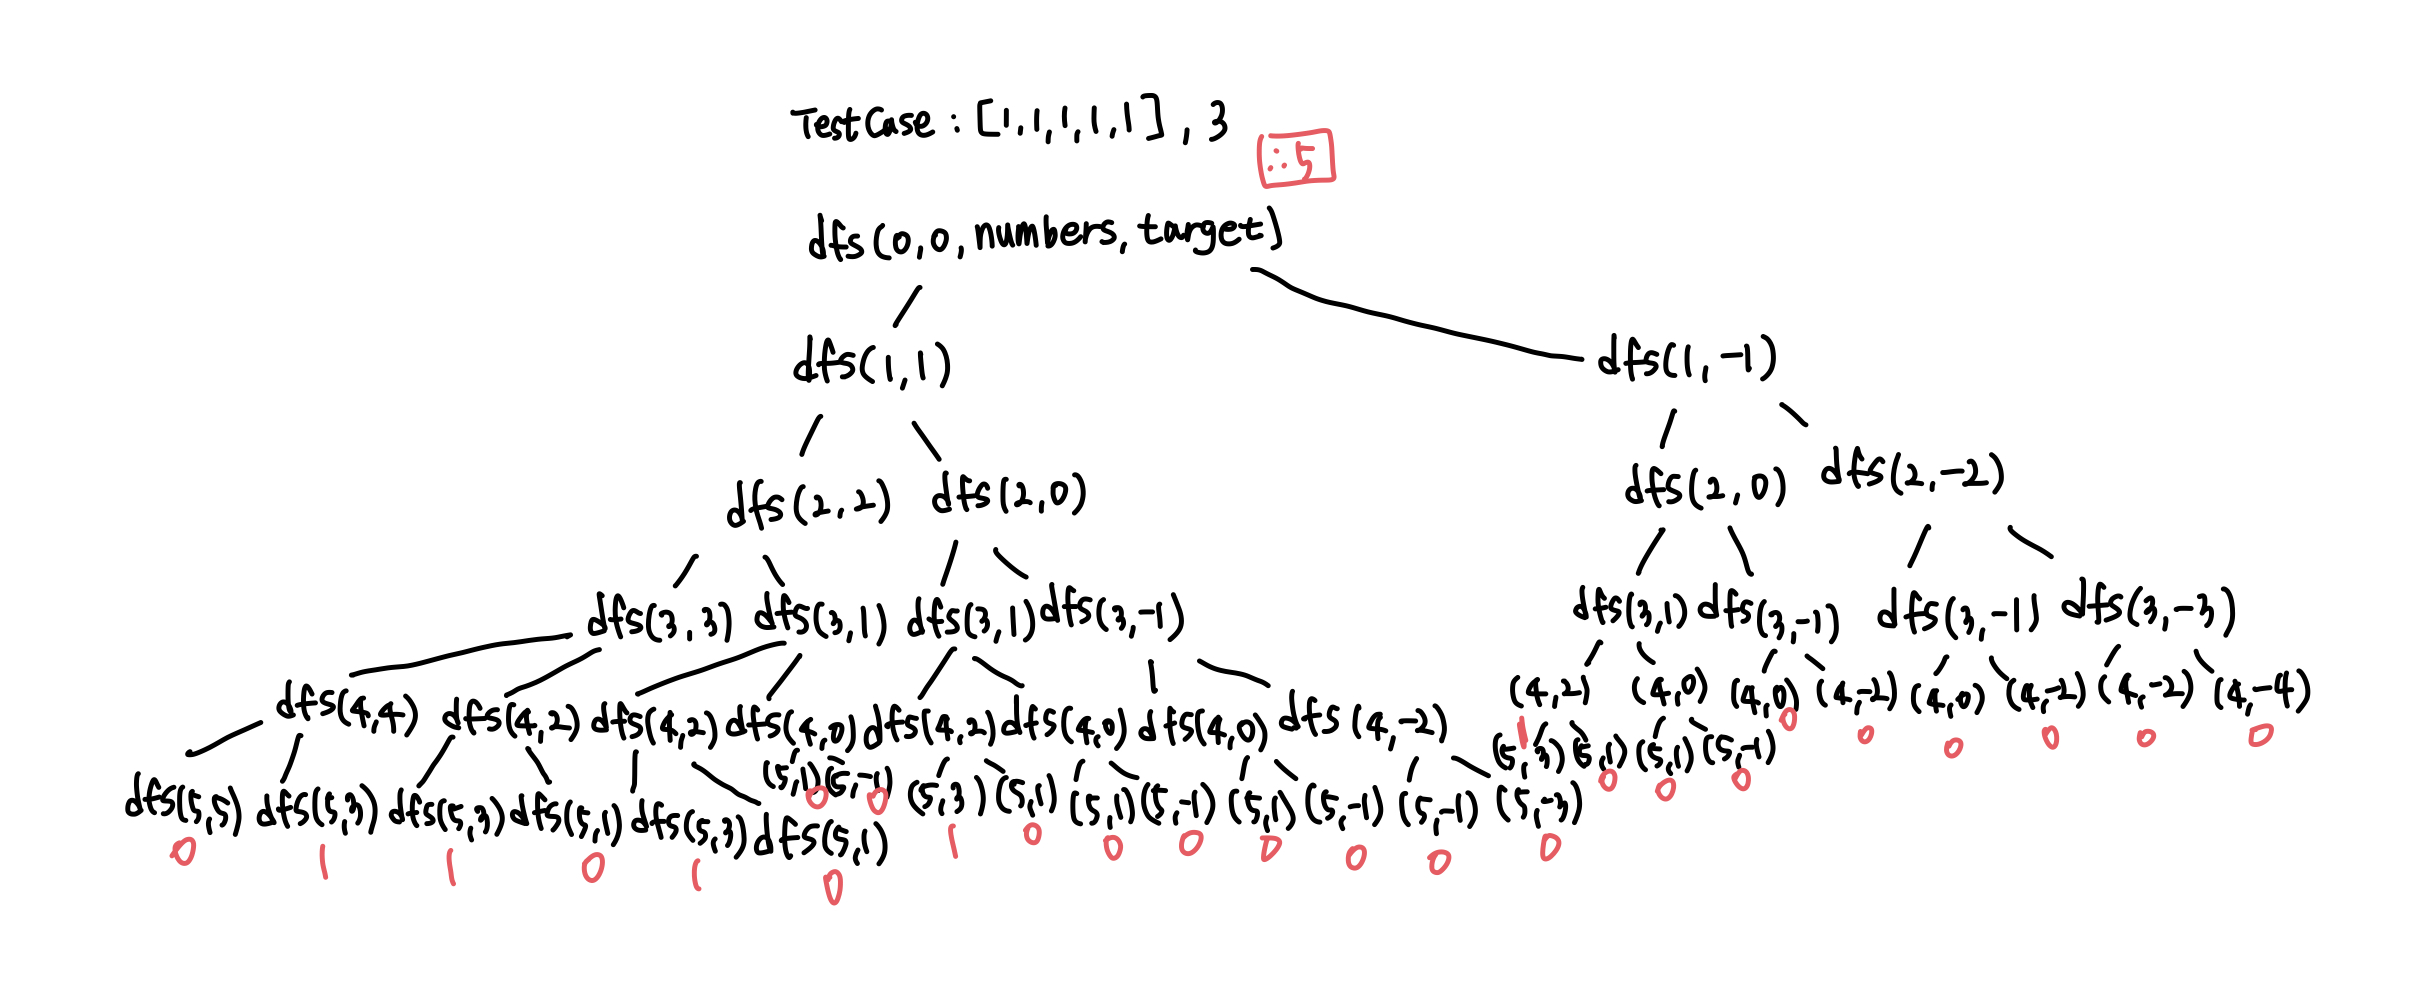 TestCase : [1,1,1,1,1] , 3
∴ 5
dfs(0,0,numbers,target)
dfs(1,1) dfs(1,-1)
dfs(2,2) dfs(2,0) dfs(2,0) dfs(2,-2)
dfs(3,3) dfs(3,1) dfs(3,1) dfs(3,-1) dfs(3,1) dfs(3,-1) dfs(3,-1) dfs(3,-3)
dfs(4,4) dfs(4,2) dfs(4,2) dfs(4,0) dfs(4,2) dfs(4,0) dfs(4,0) dfs(4,-2) (4,2) (4,0) (4,0) (4,-2) (4,0) (4,-2) (4,-2) (4,-4)
0 0 0 0 0 0
dfs(5,5) dfs(5,3) dfs(5,3) dfs(5,1) dfs(5,3) dfs(5,1) (5,1) (5,-1) (5,3) (5,1) (5,1) (5,-1) (5,1) (5,-1) (5,-1) (5,-3) (5,3) (5,1) (5,1) (5,-1)
0 1 1 0 1 0 0 0 1 0 0 0 0 0 0 0 1 0 0 0